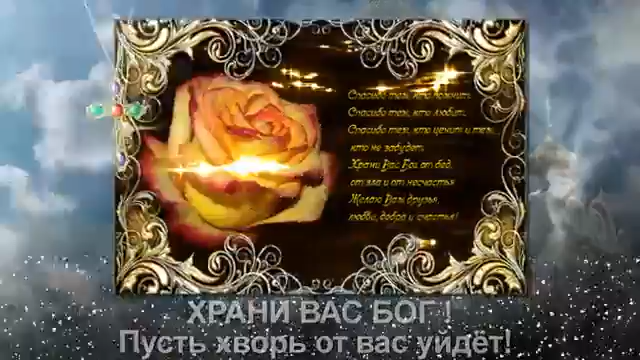 Спасибо тем, кто помнит.
Спасибо тем, кто любит.
Спасибо тем, кто ценит и тем,
кто не забудет.
Храни Вас Бог от бед,
от зла и от несчастья
Желаю Вам друзья,
любви, добра и счастья!
ХРАНИ ВАС БОГ !
Пусть хворь от вас уйдёт!